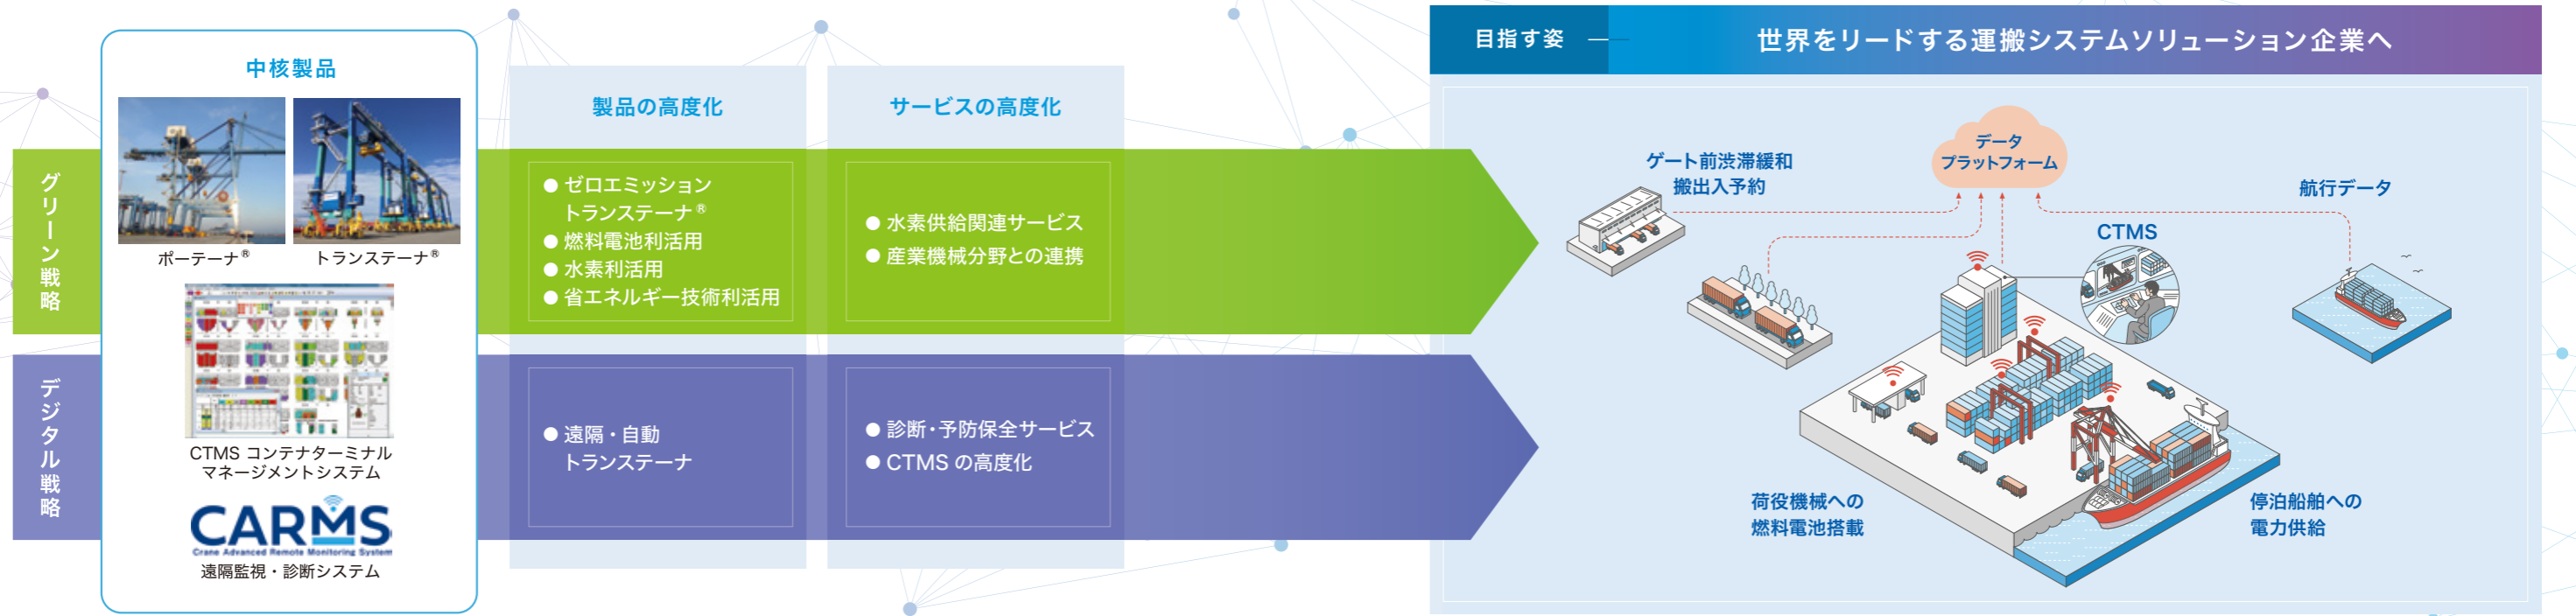 グリーン戦略
デジタル戦略
中核製品
ポーテーナ®
トランステーナ®
CTMS コンテナターミナル
マネージメントシステム
CARMS
Crane Advanced Remote Monitoring System
遠隔監視・診断システム
製品の高度化
● ゼロエミッション
トランステーナ®
● 燃料電池利活用
● 水素利活用
● 省エネルギー技術利活用
● 遠隔・自動
トランステーナ
サービスの高度化
● 水素供給関連サービス
● 産業機械分野との連携
● 診断・予防保全サービス
● CTMS の高度化
目指す姿
世界をリードする運搬システムソリューション企業へ
ゲート前渋滞緩和
搬出入予約
データ
プラットフォーム
航行データ
CTMS
荷役機械への
燃料電池搭載
停泊船舶への
電力供給